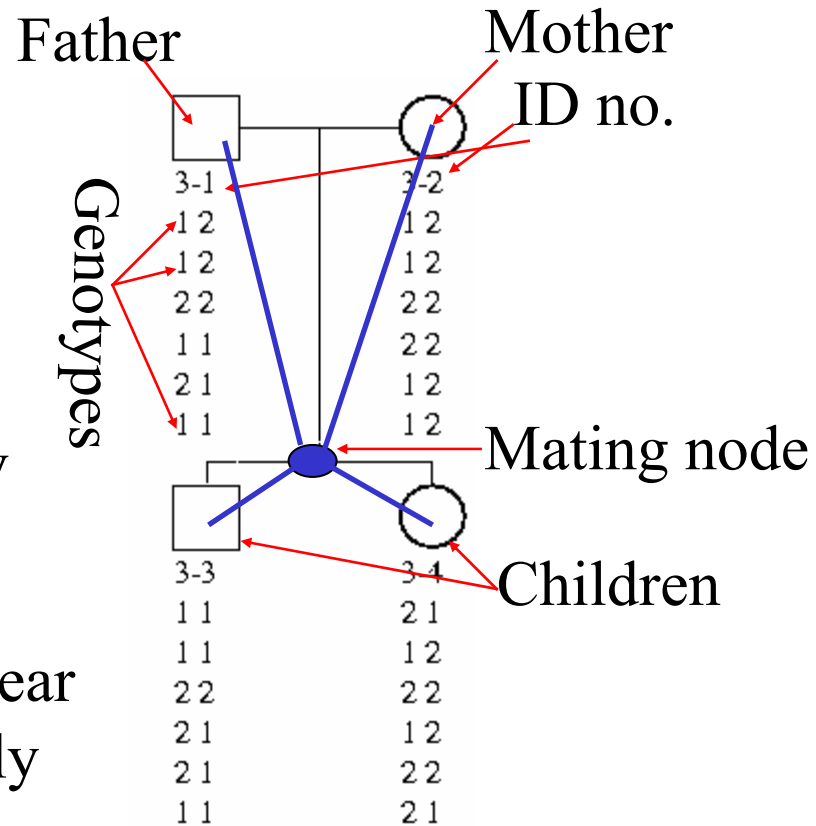 Father
Mother
ID no.
3-1 3-2
Genotypes
1 2 1 2
1 2 1 2
2 2 2 2
1 1 2 2
2 1 1 2
1 1 1 2
Mating node
3-3 3-4
Children
1 1 2 1
1 1 1 2
ear
2 2 2 2
2 1 1 2
ly
2 1 2 2
1 1 2 1